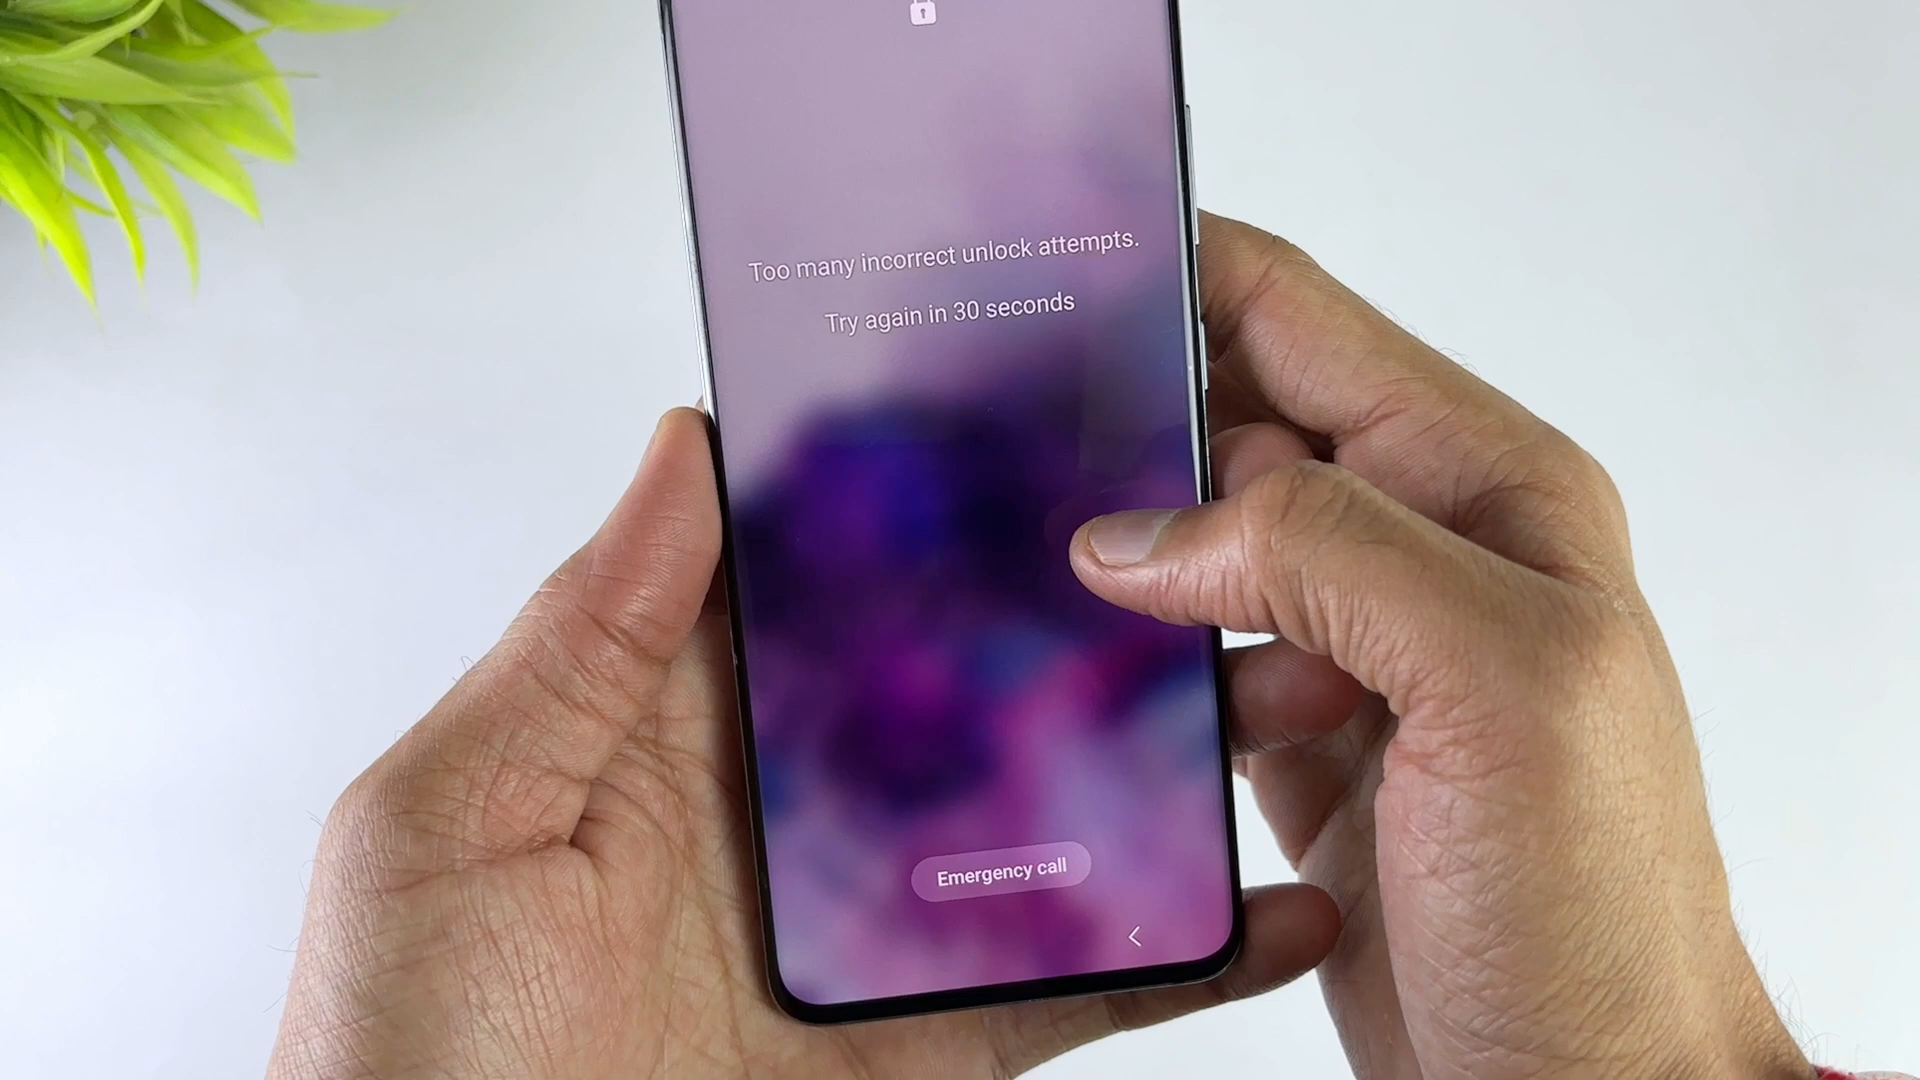 Too many incorrect unlock attempts.
Try again in 30 seconds
Emergency call